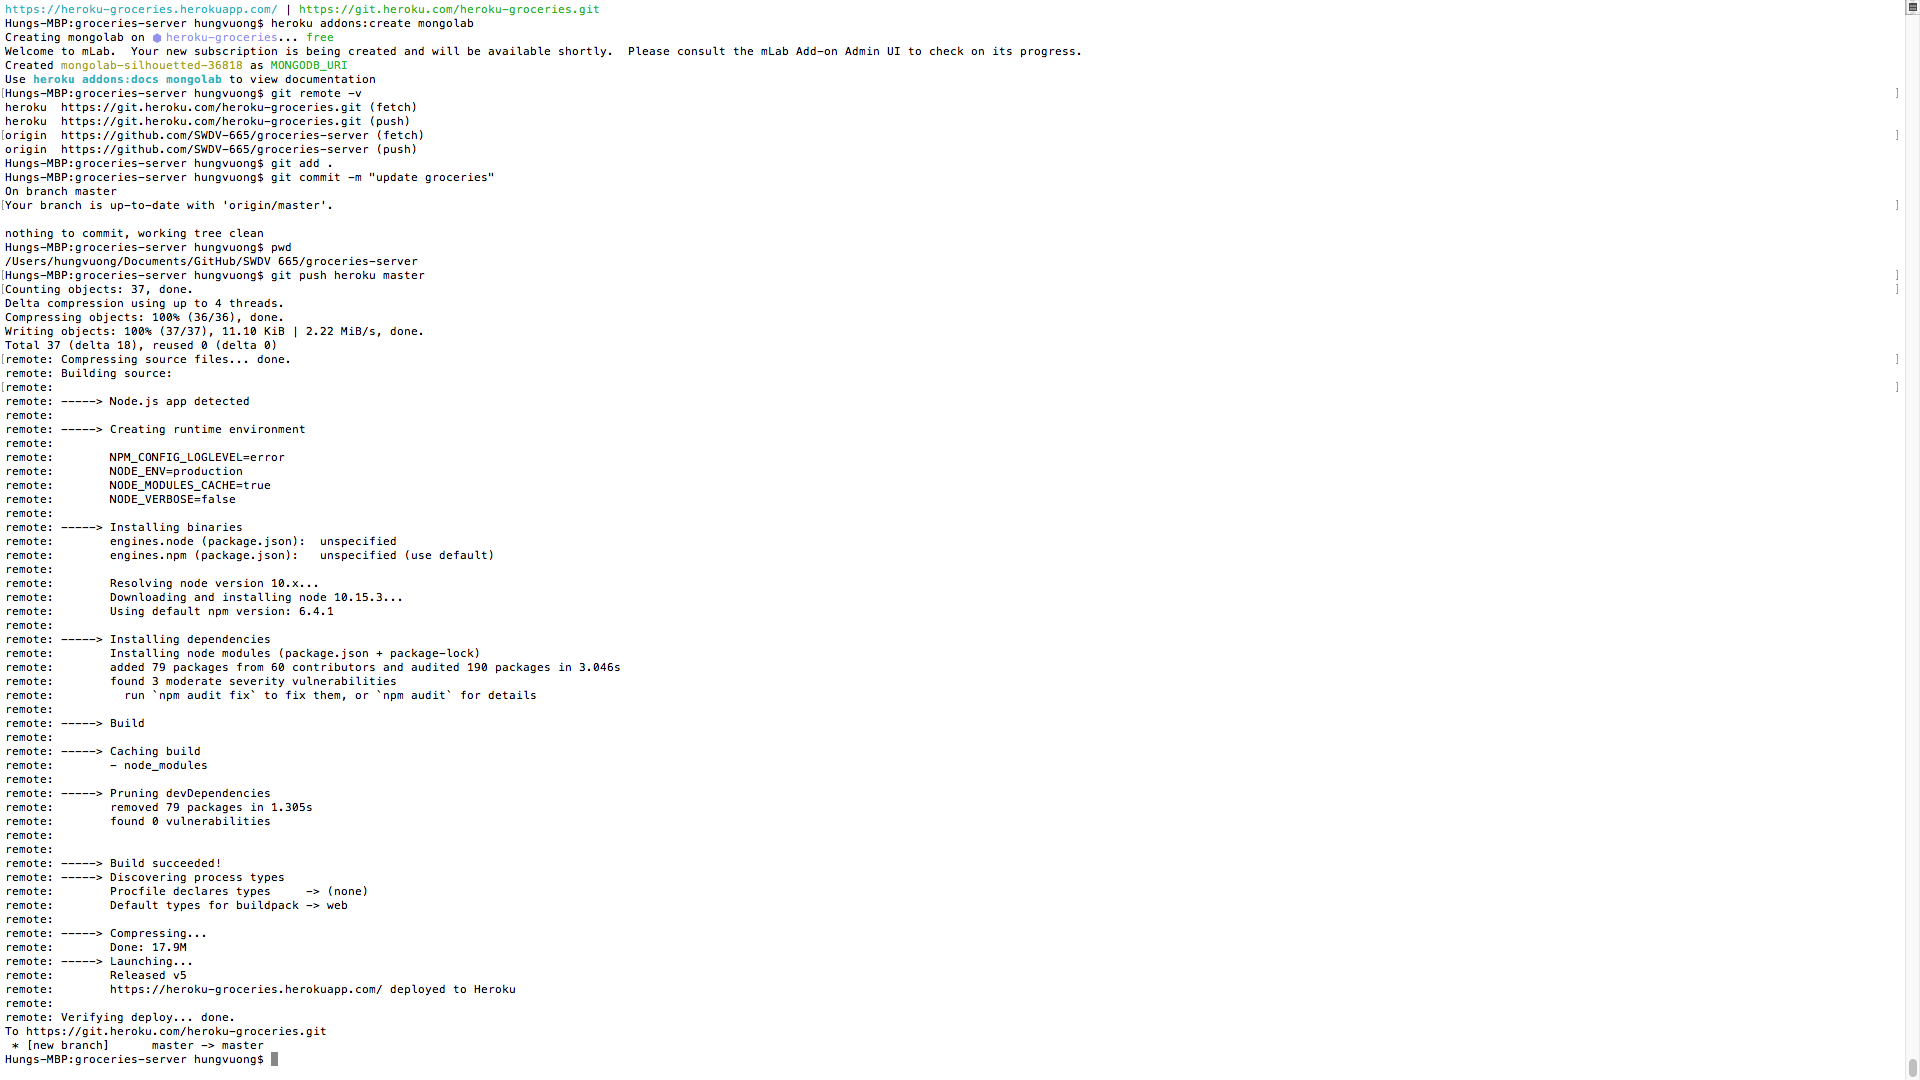 https://heroku-groceries.herokuapp.com/ | https://git.heroku.com/heroku-groceries.git
Hungs-MBP:groceries-server hungvuong$ heroku addons:create mongolab
Creating mongolab on ⬢ heroku-groceries... free
Welcome to mLab.  Your new subscription is being created and will be available shortly.  Please consult the mLab Add-on Admin UI to check on its progress.
Created mongolab-silhouetted-36818 as MONGODB_URI
Use heroku addons:docs mongolab to view documentation
[Hungs-MBP:groceries-server hungvuong$ git remote -v ]
heroku  https://git.heroku.com/heroku-groceries.git (fetch)
heroku  https://git.heroku.com/heroku-groceries.git (push)
[origin  https://github.com/SWDV-665/groceries-server (fetch) ]
origin  https://github.com/SWDV-665/groceries-server (push)
Hungs-MBP:groceries-server hungvuong$ git add .
Hungs-MBP:groceries-server hungvuong$ git commit -m "update groceries"
On branch master
[Your branch is up-to-date with 'origin/master'. ]

nothing to commit, working tree clean
Hungs-MBP:groceries-server hungvuong$ pwd
/Users/hungvuong/Documents/GitHub/SWDV 665/groceries-server
[Hungs-MBP:groceries-server hungvuong$ git push heroku master ]
[Counting objects: 37, done. ]
Delta compression using up to 4 threads.
Compressing objects: 100% (36/36), done.
Writing objects: 100% (37/37), 11.10 KiB | 2.22 MiB/s, done.
Total 37 (delta 18), reused 0 (delta 0)
[remote: Compressing source files... done. ]
remote: Building source:
[remote: ]
remote: -----> Node.js app detected
remote:
remote: -----> Creating runtime environment
remote:
remote:        NPM_CONFIG_LOGLEVEL=error
remote:        NODE_ENV=production
remote:        NODE_MODULES_CACHE=true
remote:        NODE_VERBOSE=false
remote:
remote: -----> Installing binaries
remote:        engines.node (package.json):  unspecified
remote:        engines.npm (package.json):   unspecified (use default)
remote:
remote:        Resolving node version 10.x...
remote:        Downloading and installing node 10.15.3...
remote:        Using default npm version: 6.4.1
remote:
remote: -----> Installing dependencies
remote:        Installing node modules (package.json + package-lock)
remote:        added 79 packages from 60 contributors and audited 190 packages in 3.046s
remote:        found 3 moderate severity vulnerabilities
remote:          run `npm audit fix` to fix them, or `npm audit` for details
remote:
remote: -----> Build
remote:
remote: -----> Caching build
remote:        - node_modules
remote:
remote: -----> Pruning devDependencies
remote:        removed 79 packages in 1.305s
remote:        found 0 vulnerabilities
remote:
remote:
remote: -----> Build succeeded!
remote: -----> Discovering process types
remote:        Procfile declares types     -> (none)
remote:        Default types for buildpack -> web
remote:
remote: -----> Compressing...
remote:        Done: 17.9M
remote: -----> Launching...
remote:        Released v5
remote:        https://heroku-groceries.herokuapp.com/ deployed to Heroku
remote:
remote: Verifying deploy... done.
To https://git.heroku.com/heroku-groceries.git
 * [new branch]      master -> master
Hungs-MBP:groceries-server hungvuong$